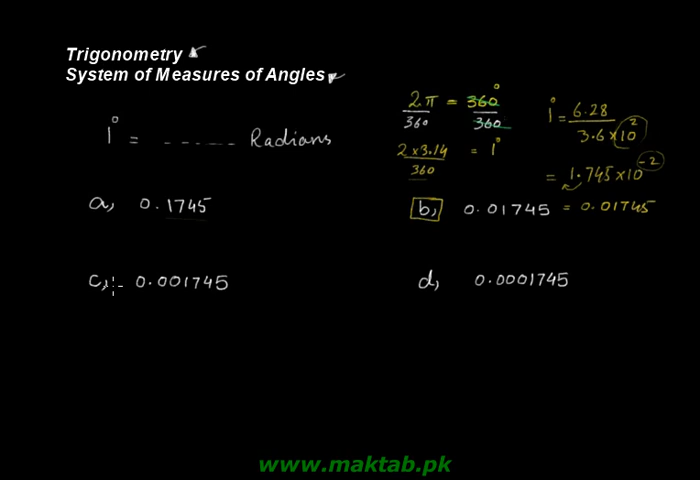 Trigonometry
System of Measures of Angles
1° = ------ Radians
2π/360 = 360°/360
2×3.14/360 = 1°
1° = 6.28/3.6×10²
= 1.745×10⁻²
a, 0.1745
b, 0.01745 = 0.01745
c, 0.001745
d, 0.0001745
www.maktab.pk